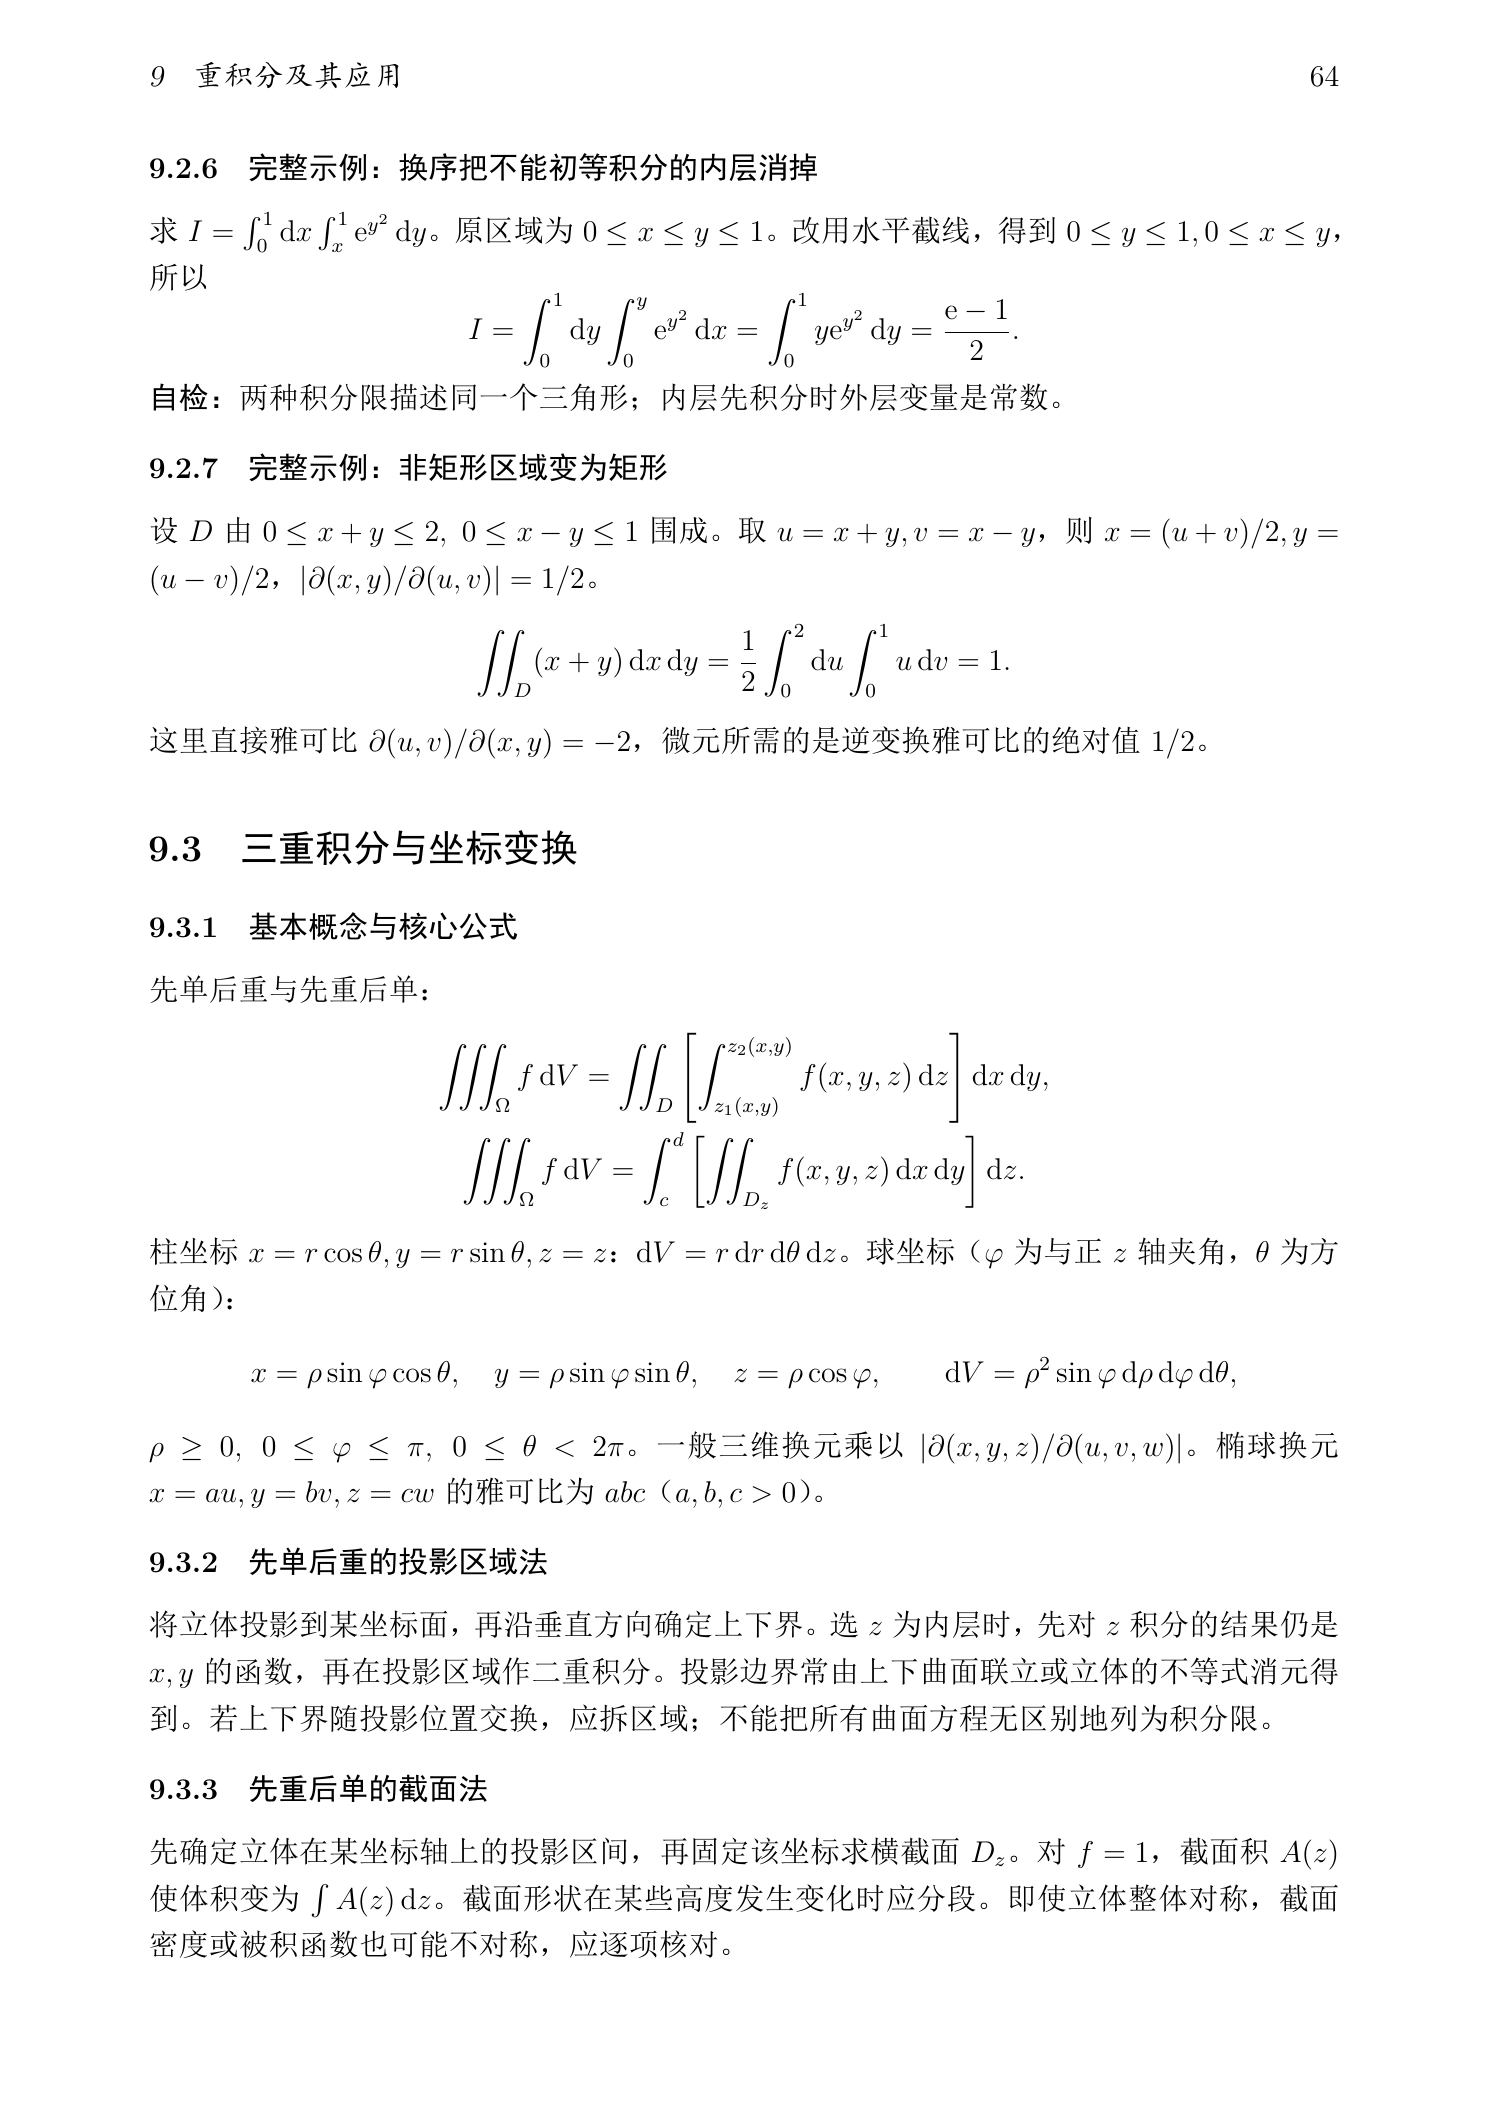 9 重积分及其应用 64
9.2.6 完整示例：换序把不能初等积分的内层消掉
求 I = ∫_0^1 dx ∫_x^1 e^{y^2} dy。原区域为 0 ≤ x ≤ y ≤ 1。改用水平截线，得到 0 ≤ y ≤ 1, 0 ≤ x ≤ y，
所以
I = ∫_0^1 dy ∫_0^y e^{y^2} dx = ∫_0^1 ye^{y^2} dy = (e − 1)/2.
自检：两种积分限描述同一个三角形；内层先积分时外层变量是常数。
9.2.7 完整示例：非矩形区域变为矩形
设 D 由 0 ≤ x + y ≤ 2, 0 ≤ x − y ≤ 1 围成。取 u = x + y, v = x − y，则 x = (u + v)/2, y =
(u − v)/2，|∂(x, y)/∂(u, v)| = 1/2。
∬_D (x + y) dx dy = 1/2 ∫_0^2 du ∫_0^1 u dv = 1.
这里直接雅可比 ∂(u, v)/∂(x, y) = −2，微元所需的是逆变换雅可比的绝对值 1/2。
9.3 三重积分与坐标变换
9.3.1 基本概念与核心公式
先单后重与先重后单：
∭_Ω f dV = ∬_D [∫_{z_1(x,y)}^{z_2(x,y)} f(x, y, z) dz] dx dy,
∭_Ω f dV = ∫_c^d [∬_{D_z} f(x, y, z) dx dy] dz.
柱坐标 x = r cos θ, y = r sin θ, z = z：dV = r dr dθ dz。球坐标（φ 为与正 z 轴夹角，θ 为方
位角）：
x = ρ sin φ cos θ, y = ρ sin φ sin θ, z = ρ cos φ, dV = ρ^2 sin φ dρ dφ dθ,
ρ ≥ 0, 0 ≤ φ ≤ π, 0 ≤ θ < 2π。一般三维换元乘以 |∂(x, y, z)/∂(u, v, w)|。椭球换元
x = au, y = bv, z = cw 的雅可比为 abc（a, b, c > 0）。
9.3.2 先单后重的投影区域法
将立体投影到某坐标面，再沿垂直方向确定上下界。选 z 为内层时，先对 z 积分的结果仍是
x, y 的函数，再在投影区域作二重积分。投影边界常由上下曲面联立或立体的不等式消元得
到。若上下界随投影位置交换，应拆区域；不能把所有曲面方程无区别地列为积分限。
9.3.3 先重后单的截面法
先确定立体在某坐标轴上的投影区间，再固定该坐标求横截面 D_z。对 f = 1，截面积 A(z)
使体积变为 ∫ A(z) dz。截面形状在某些高度发生变化时应分段。即使立体整体对称，截面
密度或被积函数也可能不对称，应逐项核对。